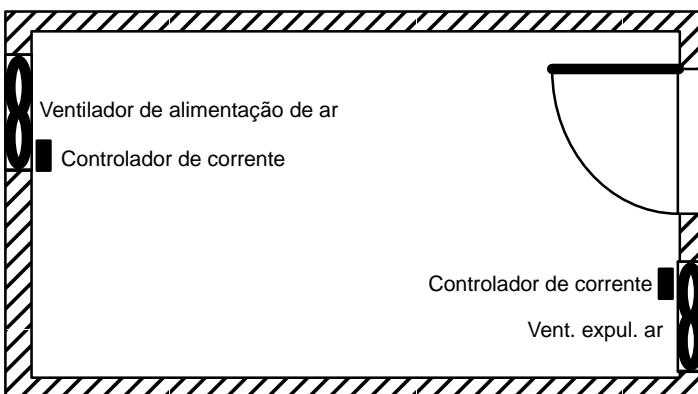 Ventilador de alimentação de ar
Controlador de corrente
Controlador de corrente
Vent. expul. ar